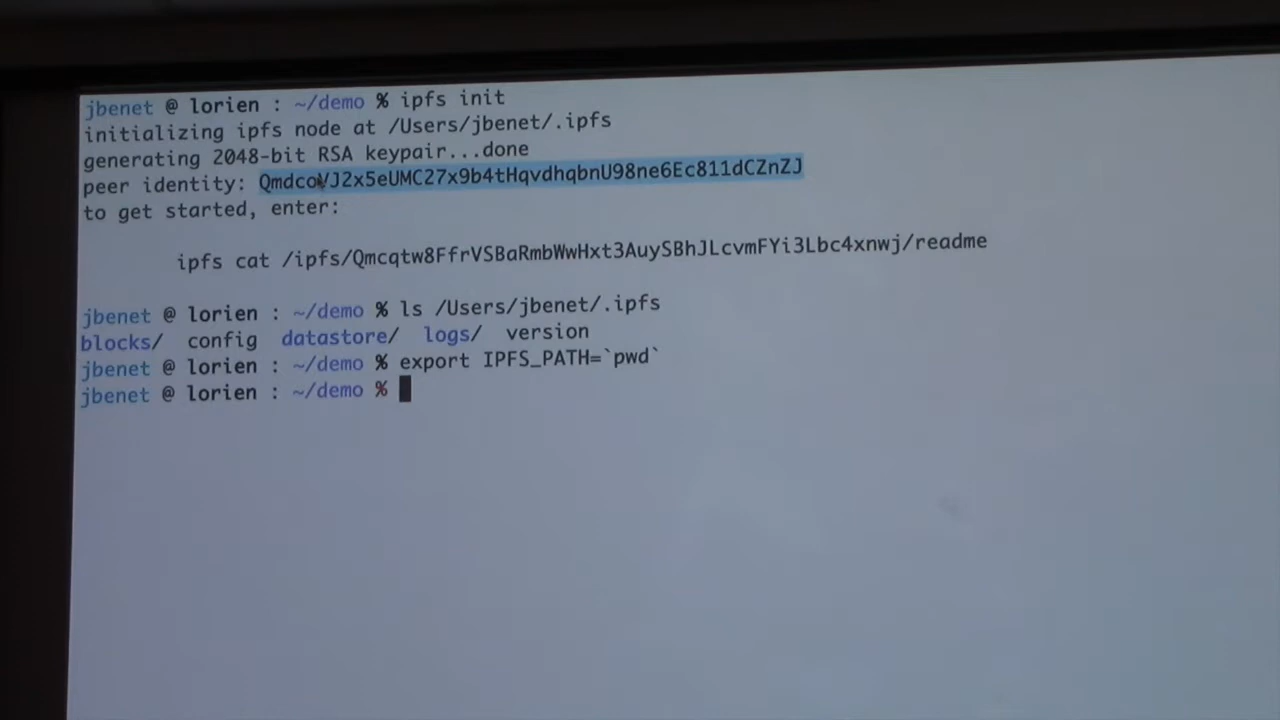 jbenet @ lorien : ~/demo % ipfs init
initializing ipfs node at /Users/jbenet/.ipfs
generating 2048-bit RSA keypair...done
peer identity: QmdcoVJ2x5eUMC27x9b4tHqvdhqbnU98ne6Ec811dCZnZJ
to get started, enter:
ipfs cat /ipfs/Qmcqtw8FfrVSBaRmbWwHxt3AuySBhJLcvmFYi3Lbc4xnwj/readme
jbenet @ lorien : ~/demo % ls /Users/jbenet/.ipfs
blocks/ config datastore/ logs/ version
jbenet @ lorien : ~/demo % export IPFS_PATH=`pwd`
jbenet @ lorien : ~/demo %